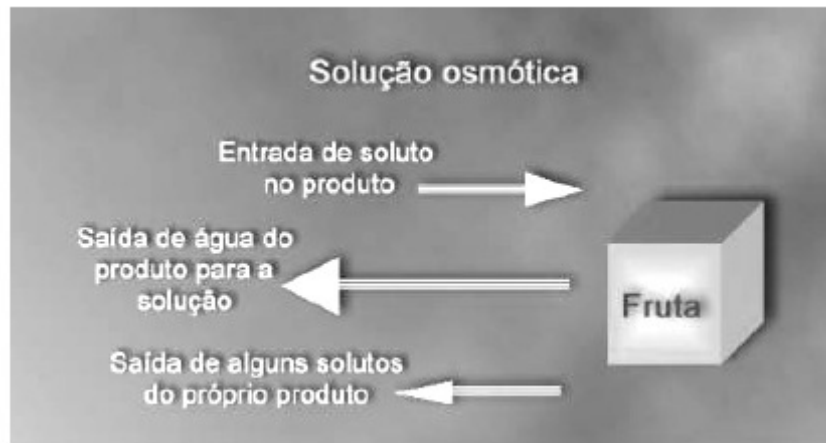 Solução osmótica
Entrada de soluto
no produto
Saída de água do
produto para a
solução
Fruta
Saída de alguns solutos
do próprio produto